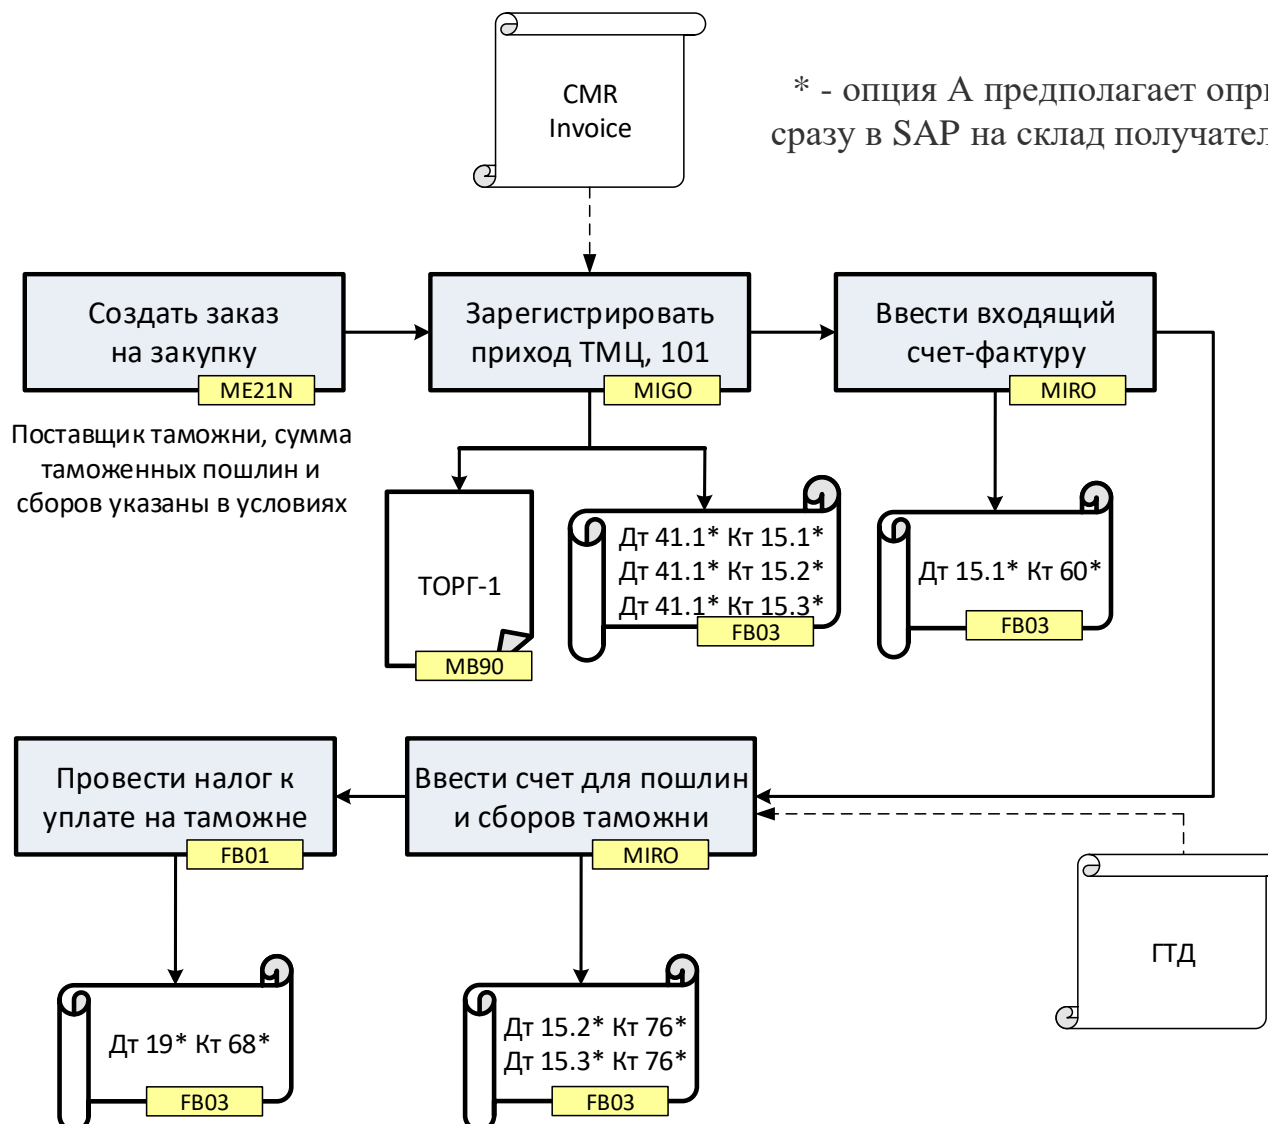 CMR
Invoice
* - опция А предполагает
сразу в SAP на склад
Создать заказ
на закупку
ME21N
Зарегистрировать
приход ТМЦ, 101
MIGO
Ввести входящий
счет-фактуру
MIRO
Поставщик таможни, сумма
таможенных пошлин и
сборов указаны в условиях
ТОРГ-1
MB90
Дт 41.1* Кт 15.1*
Дт 41.1* Кт 15.2*
Дт 41.1* Кт 15.3*
FB03
Дт 15.1* Кт 60*
FB03
Провести налог к
уплате на таможне
FB01
Ввести счет для пошлин
и сборов таможни
MIRO
ГТД
Дт 19* Кт 68*
FB03
Дт 15.2* Кт 76*
Дт 15.3* Кт 76*
FB03